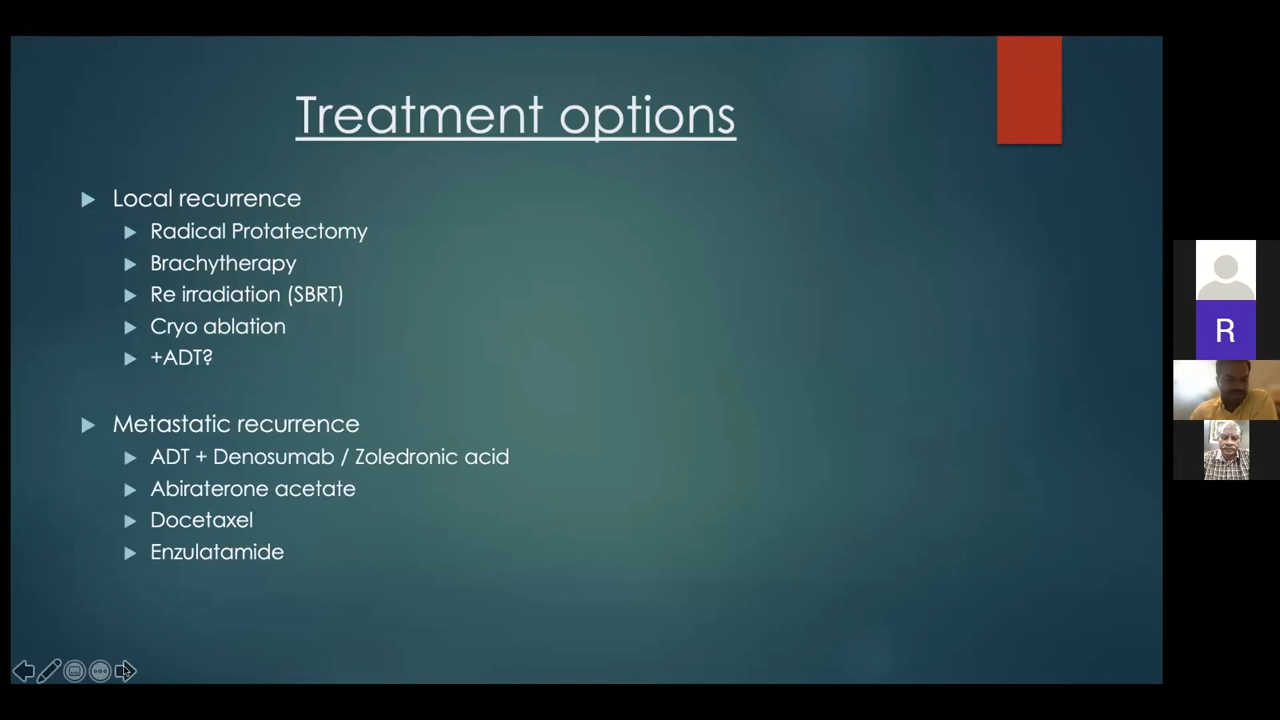 Treatment options
Local recurrence
Radical Protatectomy
Brachytherapy
Re irradiation (SBRT)
Cryo ablation
+ADT?
Metastatic recurrence
ADT + Denosumab / Zoledronic acid
Abiraterone acetate
Docetaxel
Enzulatamide
R